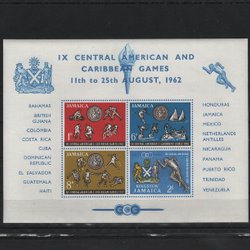 IX CENTRAL AMERICAN and
CARIBBEAN GAMES
11th to 25th AUGUST, 1962
BAHAMAS
BRITISH
GUIANA
COLOMBIA
COSTA RICA
CUBA
DOMINICAN
REPUBLIC
EL SALVADOR
GUATEMALA
HAITI
HONDURAS
JAMAICA
MEXICO
NETHERLANDS
ANTILLES
NICARAGUA
PANAMA
PUERTO RICO
TRINIDAD
VENEZUELA
JAMAICA
JAMAICA
JAMAICA
KINGSTON
JAMAICA